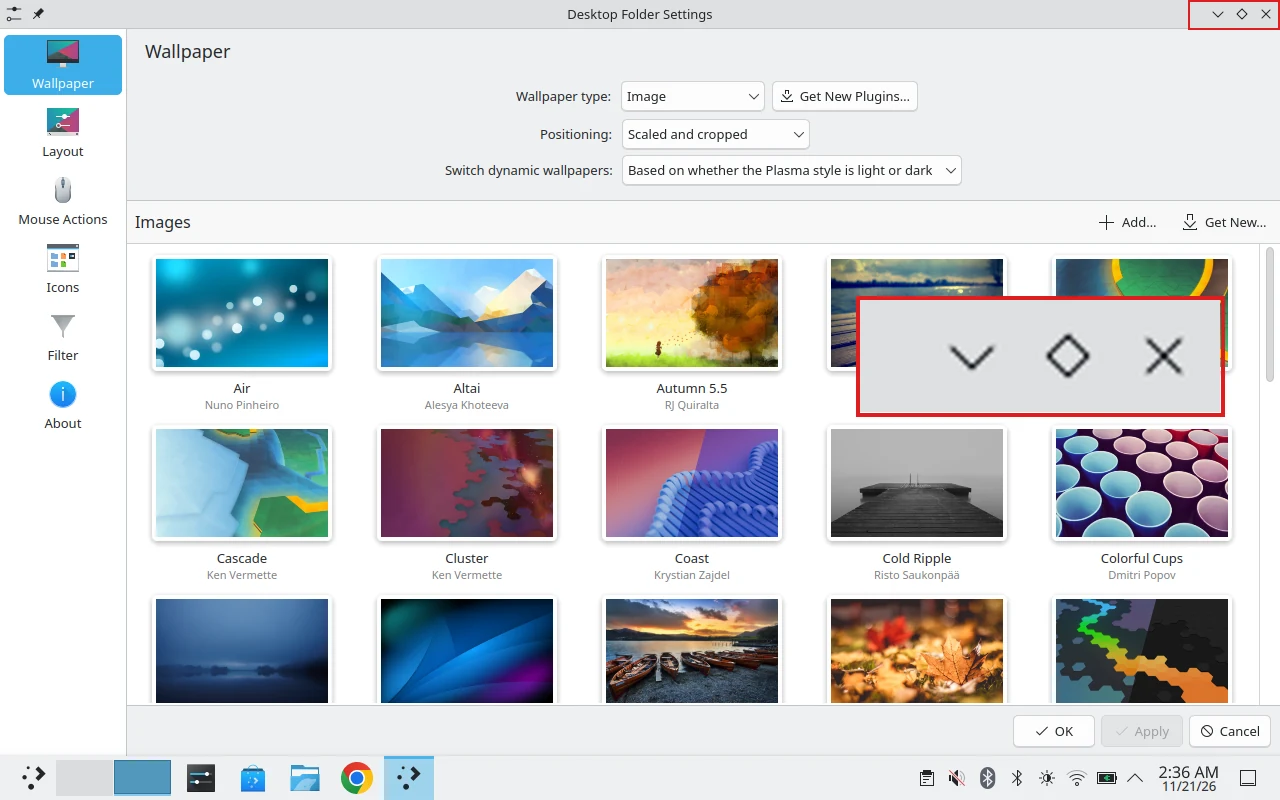 Desktop Folder Settings
Wallpaper
Layout
Mouse Actions
Icons
Filter
About
Wallpaper
Wallpaper type: Image Get New Plugins...
Positioning: Scaled and cropped
Switch dynamic wallpapers: Based on whether the Plasma style is light or dark
Images Add... Get New...
Air Altai Autumn 5.5
Nuno Pinheiro Alesya Khoteeva RJ Quiralta
Cascade Cluster Coast Cold Ripple Colorful Cups
Ken Vermette Ken Vermette Krystian Zajdel Risto Saukonpää Dmitri Popov
OK Apply Cancel
2:36 AM
11/21/26